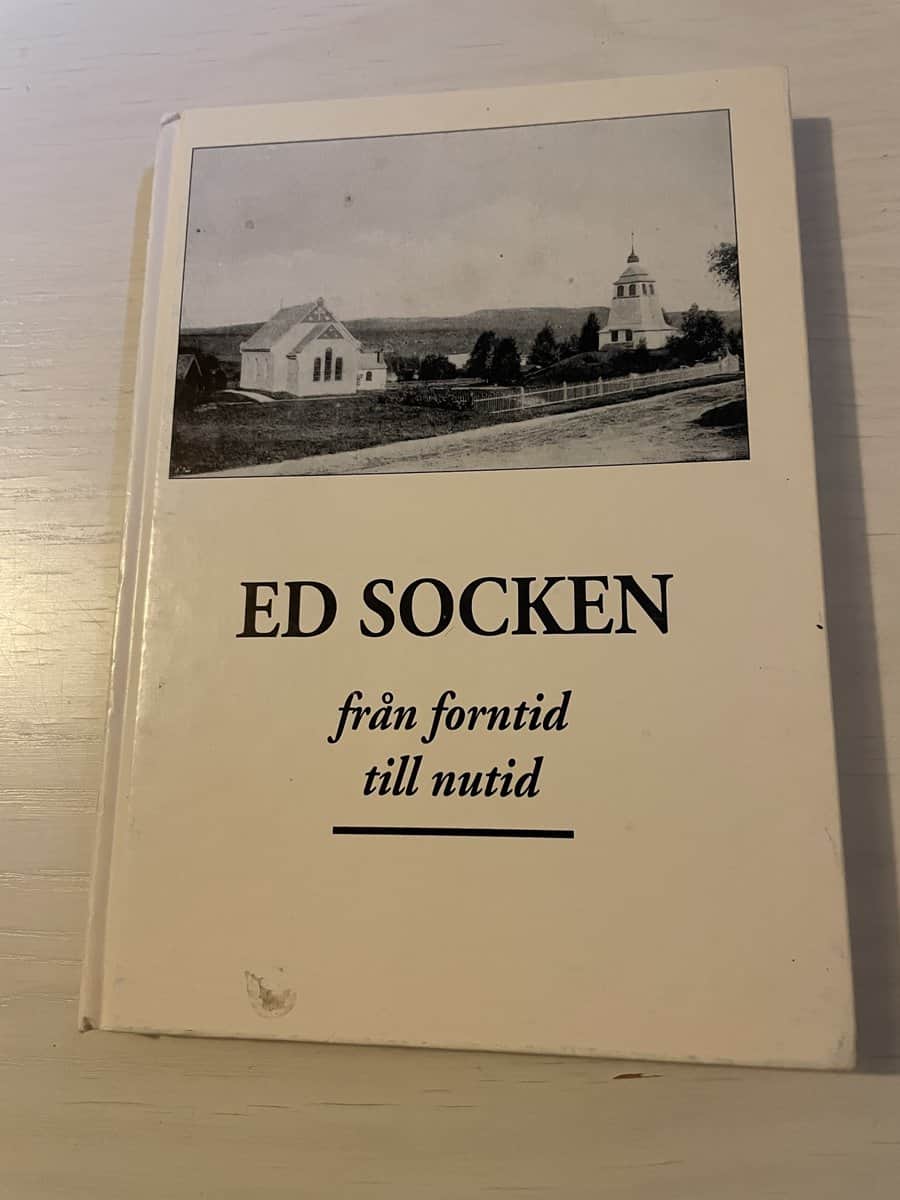 ED SOCKEN
från forntid
till nutid